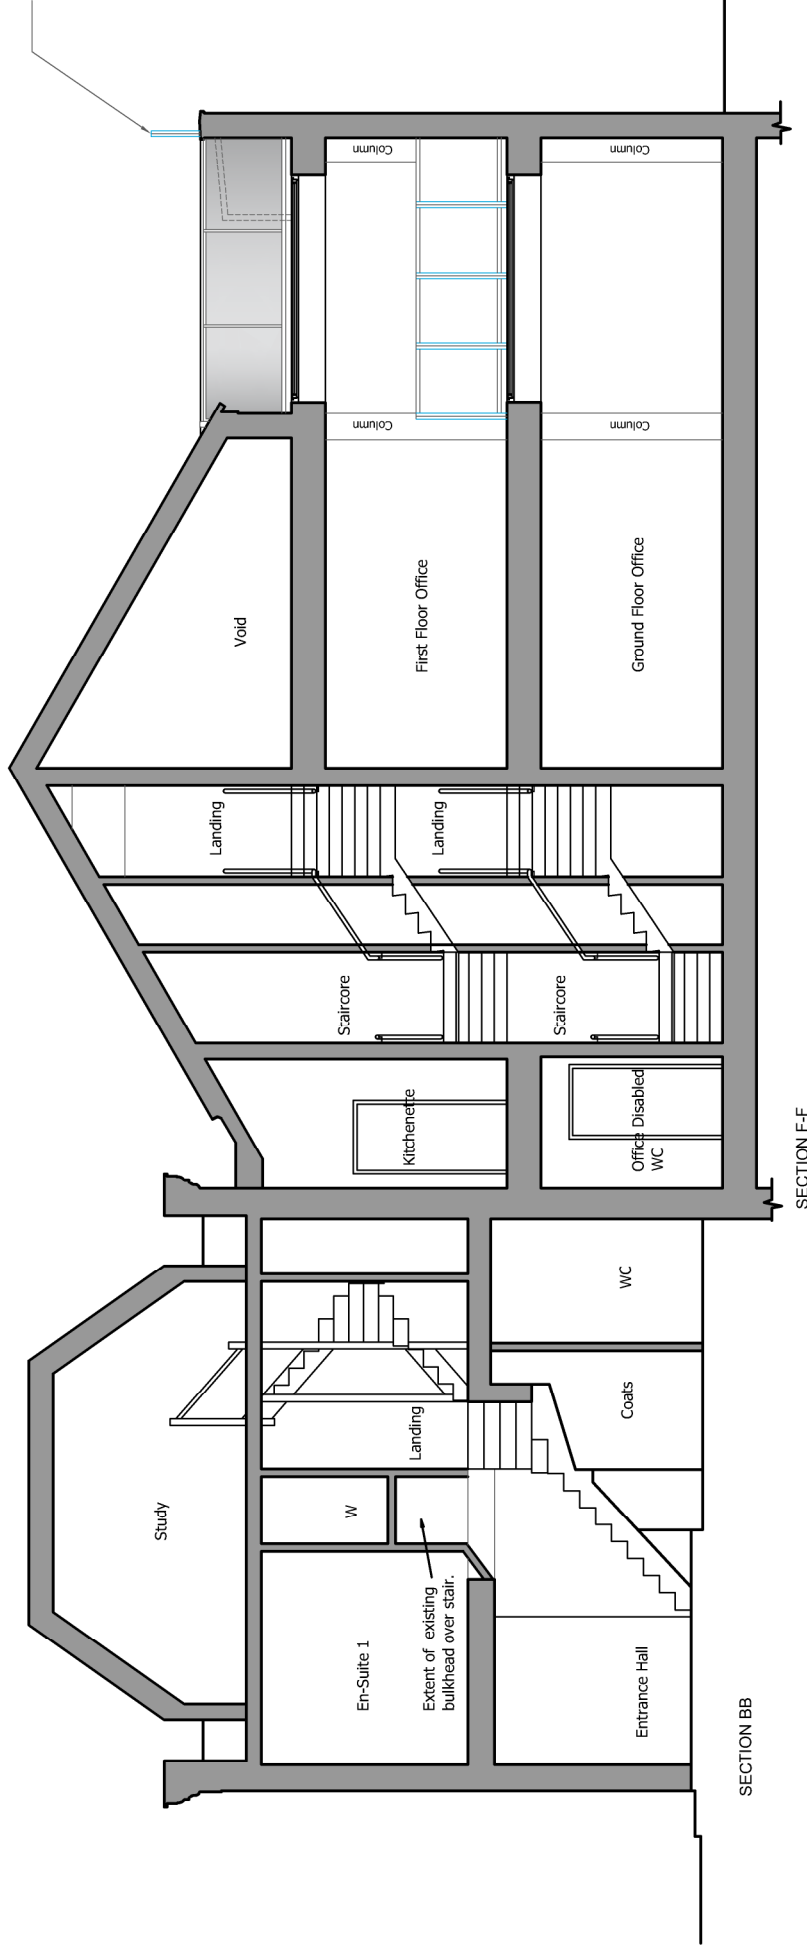 Study
En-Suite 1
W
Extent of existing
bulkhead over stair.
Landing
Entrance Hall
Coats
WC
SECTION BB
Kitchenette
Office Disabled
WC
Staircore
Staircore
Landing
Landing
Void
First Floor Office
Ground Floor Office
Column
Column
Column
Column
SECTION F-F